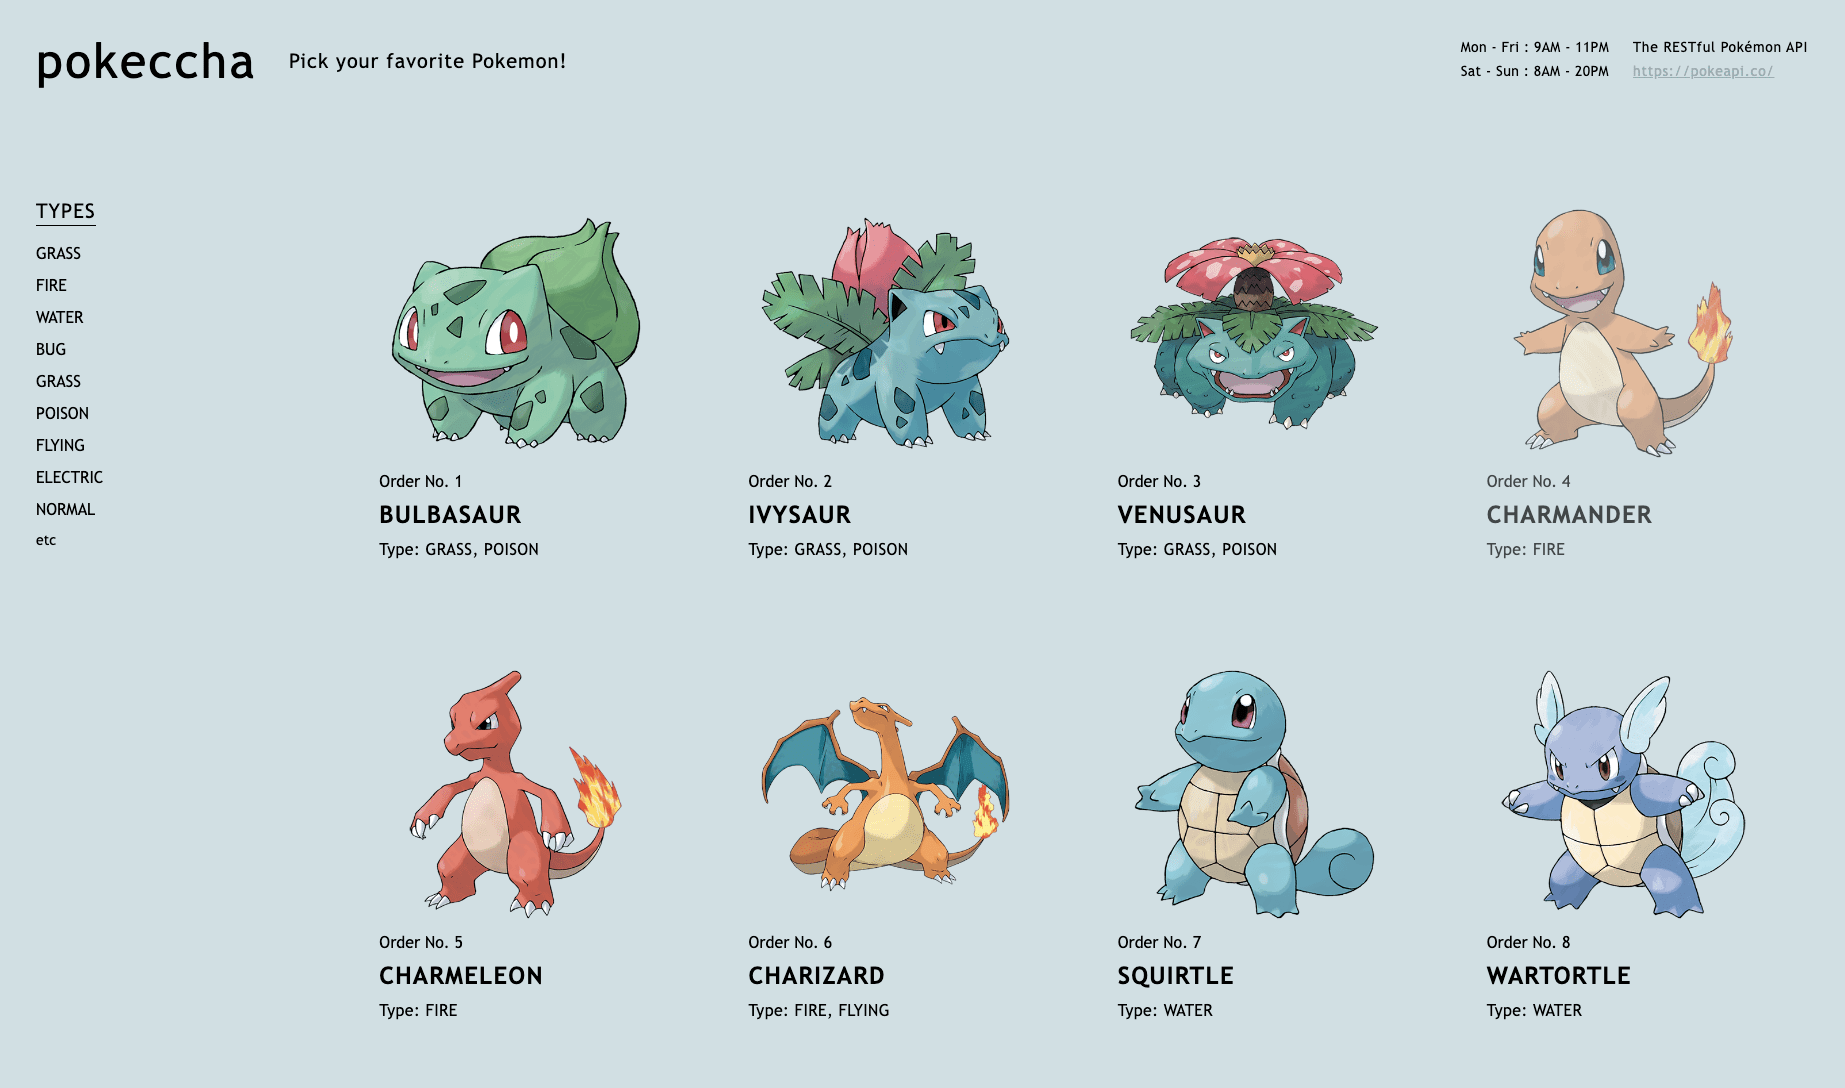 pokeccha
Pick your favorite Pokemon!
Mon - Fri : 9AM - 11PM
Sat - Sun : 8AM - 20PM
The RESTful Pokémon API
https://pokeapi.co/
TYPES
GRASS
FIRE
WATER
BUG
GRASS
POISON
FLYING
ELECTRIC
NORMAL
etc
Order No. 1
BULBASAUR
Type: GRASS, POISON
Order No. 2
IVYSAUR
Type: GRASS, POISON
Order No. 3
VENUSAUR
Type: GRASS, POISON
Order No. 4
CHARMANDER
Type: FIRE
Order No. 5
CHARMELEON
Type: FIRE
Order No. 6
CHARIZARD
Type: FIRE, FLYING
Order No. 7
SQUIRTLE
Type: WATER
Order No. 8
WARTORTLE
Type: WATER